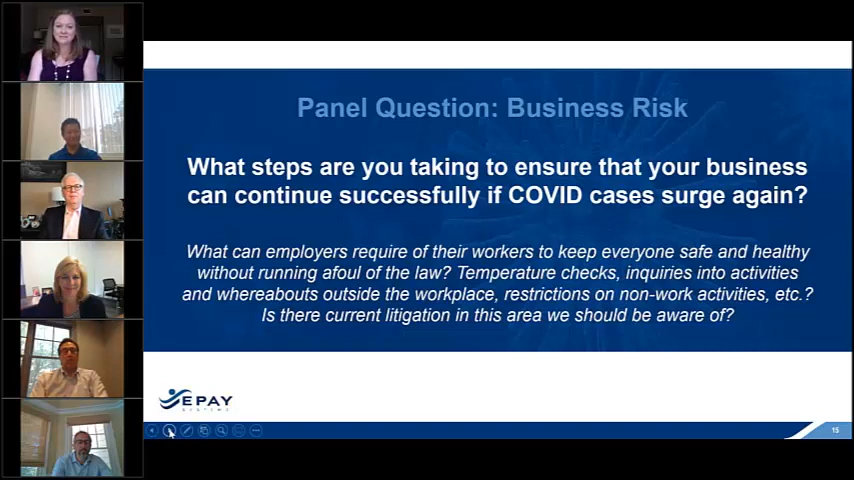 Panel Question: Business Risk
What steps are you taking to ensure that your business
can continue successfully if COVID cases surge again?
What can employers require of their workers to keep everyone safe and healthy
without running afoul of the law? Temperature checks, inquiries into activities
and whereabouts outside the workplace, restrictions on non-work activities, etc.?
Is there current litigation in this area we should be aware of?
EPAY
SYSTEMS
15